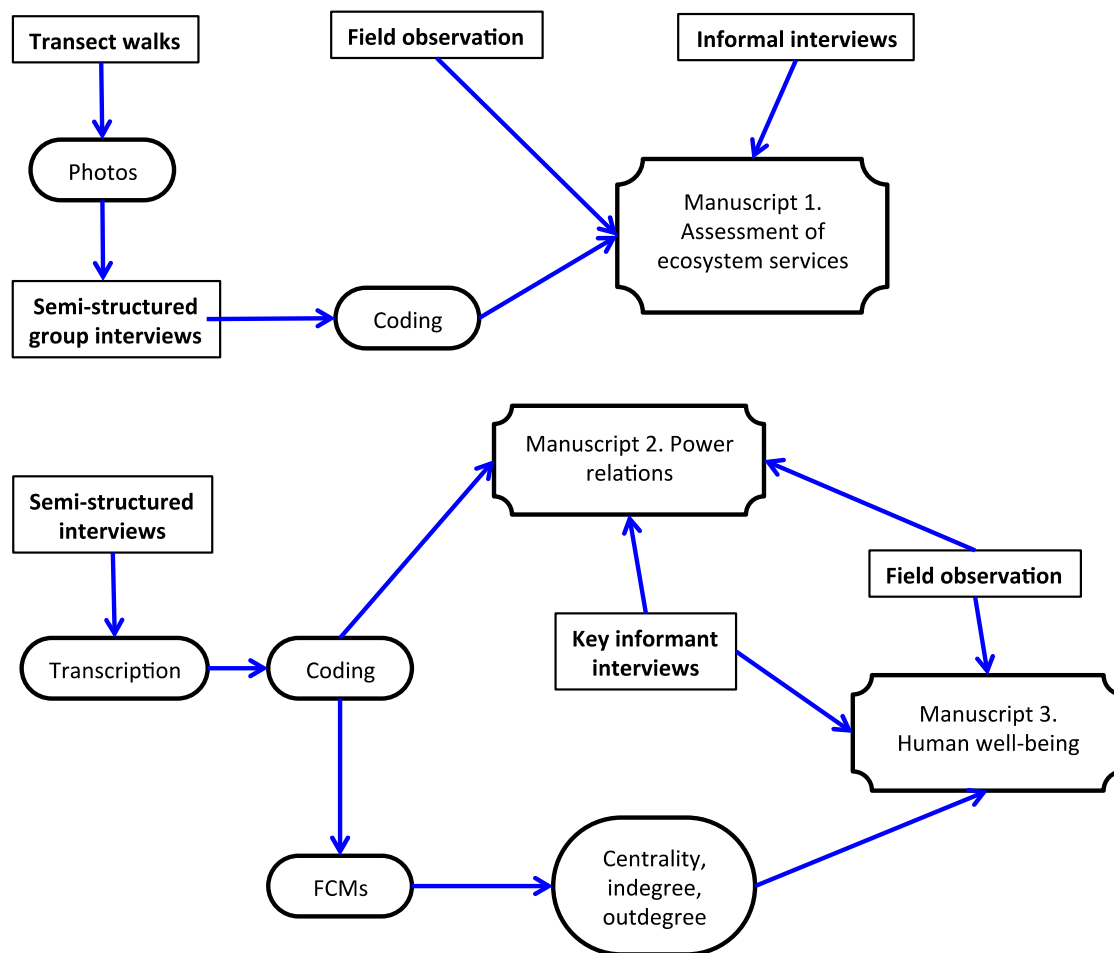 Transect walks
Field observation
Informal interviews
Photos
Manuscript 1.
Assessment of
ecosystem services
Semi-structured
group interviews
Coding
Manuscript 2. Power
relations
Semi-structured
interviews
Field observation
Key informant
interviews
Transcription
Coding
Manuscript 3.
Human well-being
FCMs
Centrality,
indegree,
outdegree